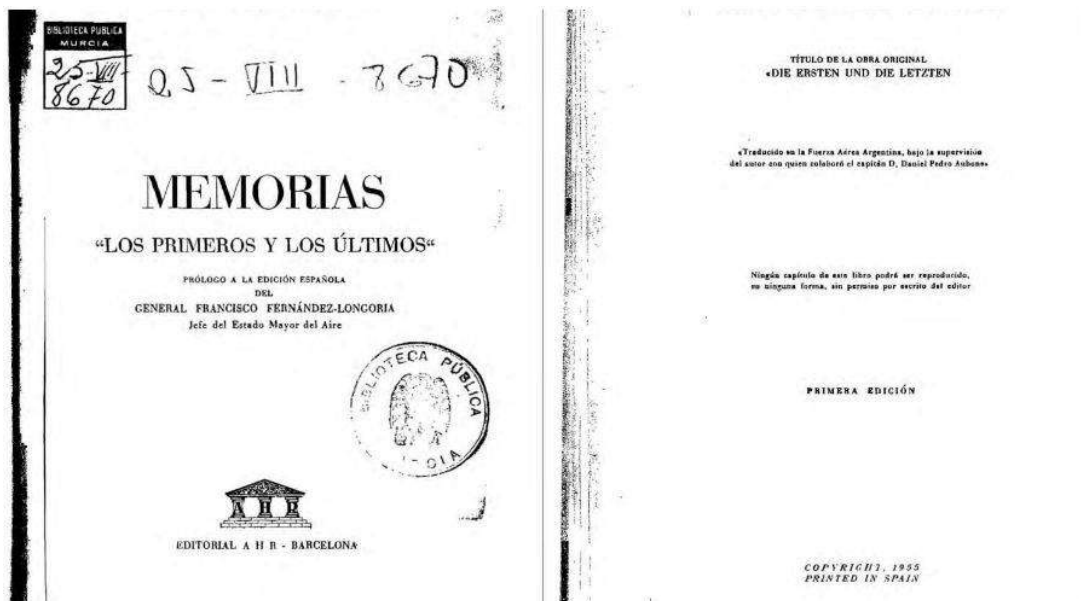 BIBLIOTECA PUBLICA
MURCIA
25-VIII
8670
25 - VIII - 8670
MEMORIAS
“LOS PRIMEROS Y LOS ÚLTIMOS“
PRÓLOGO A LA EDICIÓN ESPAÑOLA
DEL
GENERAL FRANCISCO FERNÁNDEZ-LONGORIA
Jefe del Estado Mayor del Aire
BIBLIOTECA PÚBLICA
A H R
EDITORIAL A H R - BARCELONA
TÍTULO DE LA OBRA ORIGINAL
«DIE ERSTEN UND DIE LETZTEN
«Traducido en la Fuerza Aérea Argentina, bajo la supervisión
del autor con quien colaboró el capitán D. Daniel Pedro Aubone»
Ningún capítulo de este libro podrá ser reproducido,
en ninguna forma, sin permiso por escrito del editor
PRIMERA EDICIÓN
COPYRIGHT, 1955
PRINTED IN SPAIN